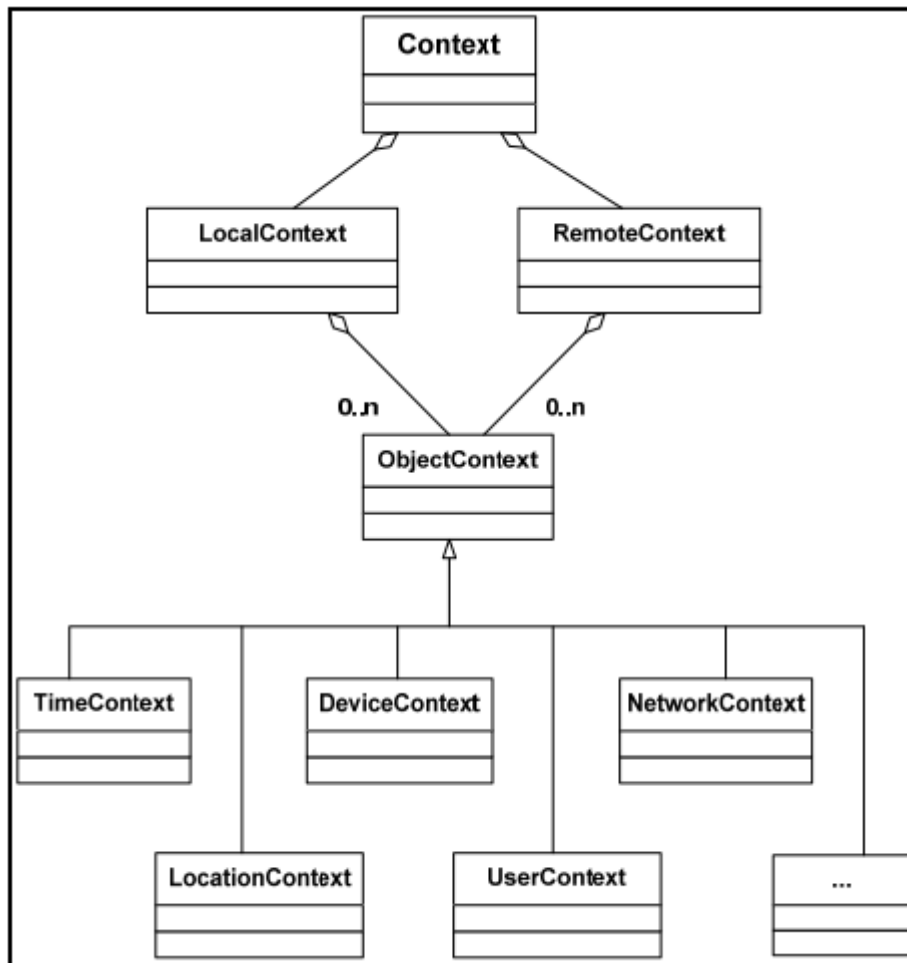 Context
LocalContext
RemoteContext
0..n
0..n
ObjectContext
TimeContext
DeviceContext
NetworkContext
LocationContext
UserContext
...